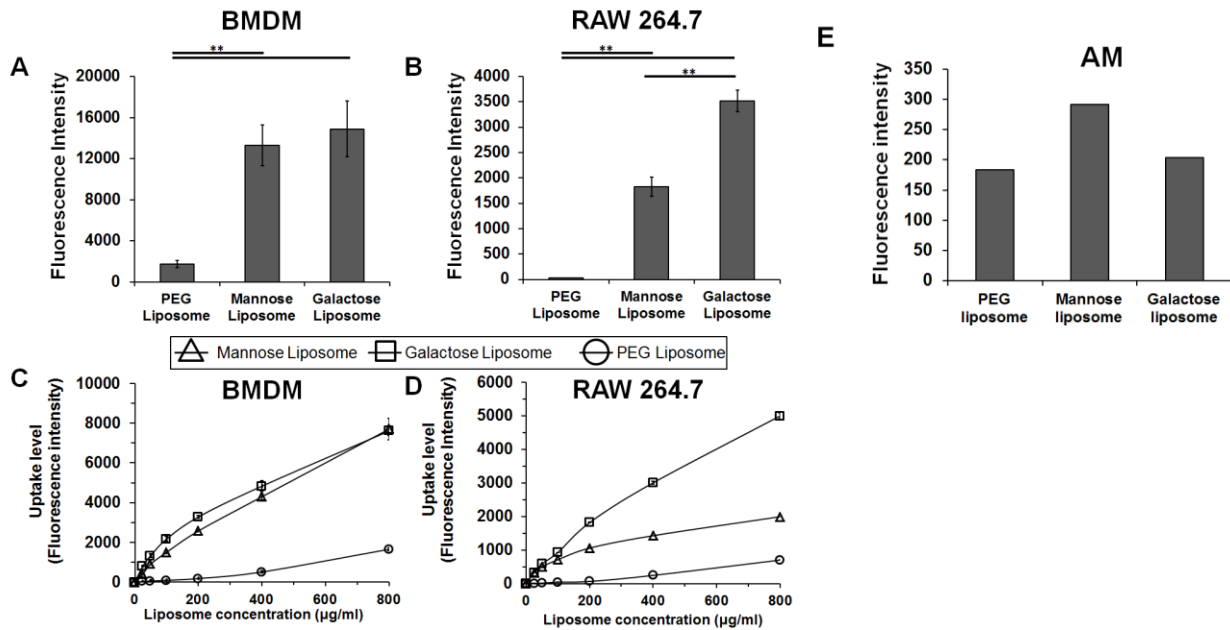 A
BMDM
**
Fluorescence Intensity
20000
16000
12000
8000
4000
0
PEG
Liposome
Mannose
Liposome
Galactose
Liposome
B
RAW 264.7
**
**
Fluorescence Intensity
4000
3500
3000
2500
2000
1500
1000
500
0
PEG
Liposome
Mannose
Liposome
Galactose
Liposome
E
AM
Fluorescence intensity
350
300
250
200
150
100
50
0
PEG
liposome
Mannose
liposome
Galactose
liposome
Mannose Liposome
Galactose Liposome
PEG Liposome
C
BMDM
Uptake level
(Fluorescence intensity)
10000
8000
6000
4000
2000
0
0 200 400 600 800
Liposome concentration (µg/ml)
D
RAW 264.7
Uptake level
(Fluorescence Intensity)
6000
5000
4000
3000
2000
1000
0
0 200 400 600 800
Liposome concentration (µg/ml)